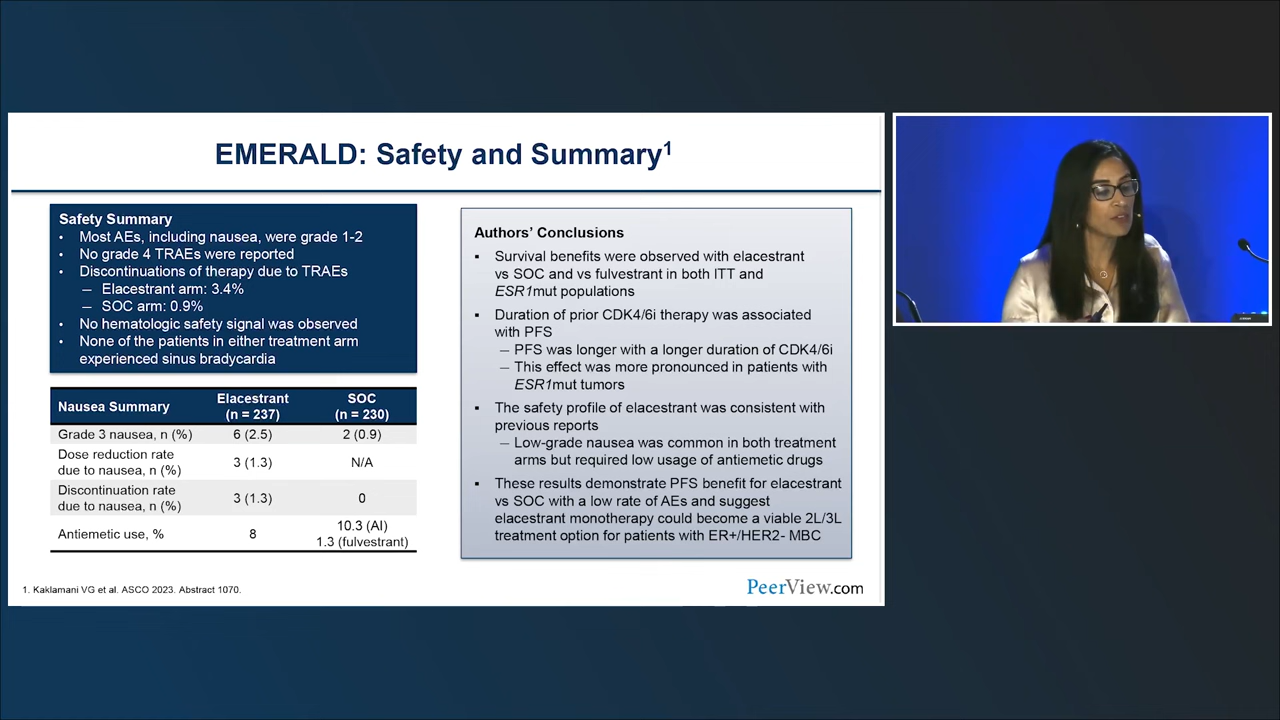 EMERALD: Safety and Summary1
Safety Summary
• Most AEs, including nausea, were grade 1-2
• No grade 4 TRAEs were reported
• Discontinuations of therapy due to TRAEs
– Elacestrant arm: 3.4%
– SOC arm: 0.9%
• No hematologic safety signal was observed
• None of the patients in either treatment arm
experienced sinus bradycardia
Nausea Summary Elacestrant (n = 237) SOC (n = 230)
Grade 3 nausea, n (%) 6 (2.5) 2 (0.9)
Dose reduction rate
due to nausea, n (%) 3 (1.3) N/A
Discontinuation rate
due to nausea, n (%) 3 (1.3) 0
Antiemetic use, % 8 10.3 (AI)
1.3 (fulvestrant)
Authors' Conclusions
▪ Survival benefits were observed with elacestrant
vs SOC and vs fulvestrant in both ITT and
ESR1mut populations
▪ Duration of prior CDK4/6i therapy was associated
with PFS
– PFS was longer with a longer duration of CDK4/6i
– This effect was more pronounced in patients with
ESR1mut tumors
▪ The safety profile of elacestrant was consistent with
previous reports
– Low-grade nausea was common in both treatment
arms but required low usage of antiemetic drugs
▪ These results demonstrate PFS benefit for elacestrant
vs SOC with a low rate of AEs and suggest
elacestrant monotherapy could become a viable 2L/3L
treatment option for patients with ER+/HER2- MBC
1. Kaklamani VG et al. ASCO 2023. Abstract 1070.
PeerView.com